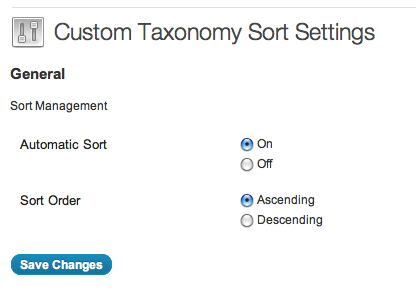 Custom Taxonomy Sort Settings
General
Sort Management
Automatic Sort
On
Off
Sort Order
Ascending
Descending
Save Changes